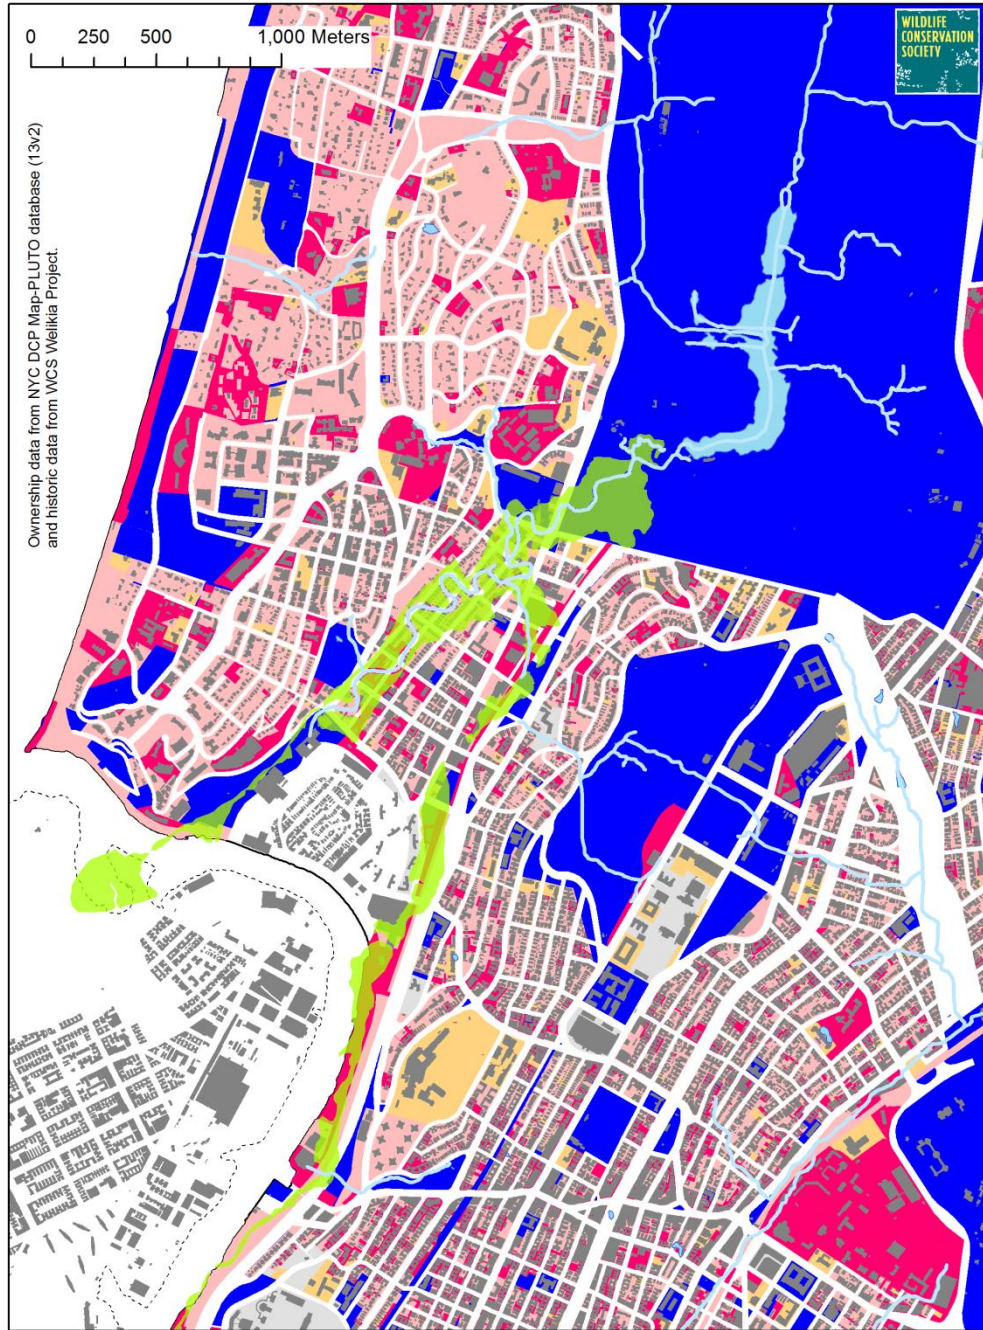 0 250 500 1,000 Meters
WILDLIFE
CONSERVATION
SOCIETY
Ownership data from NYC DCP Map-PLUTO database (13v2)
and historic data from WCS Welikia Project.